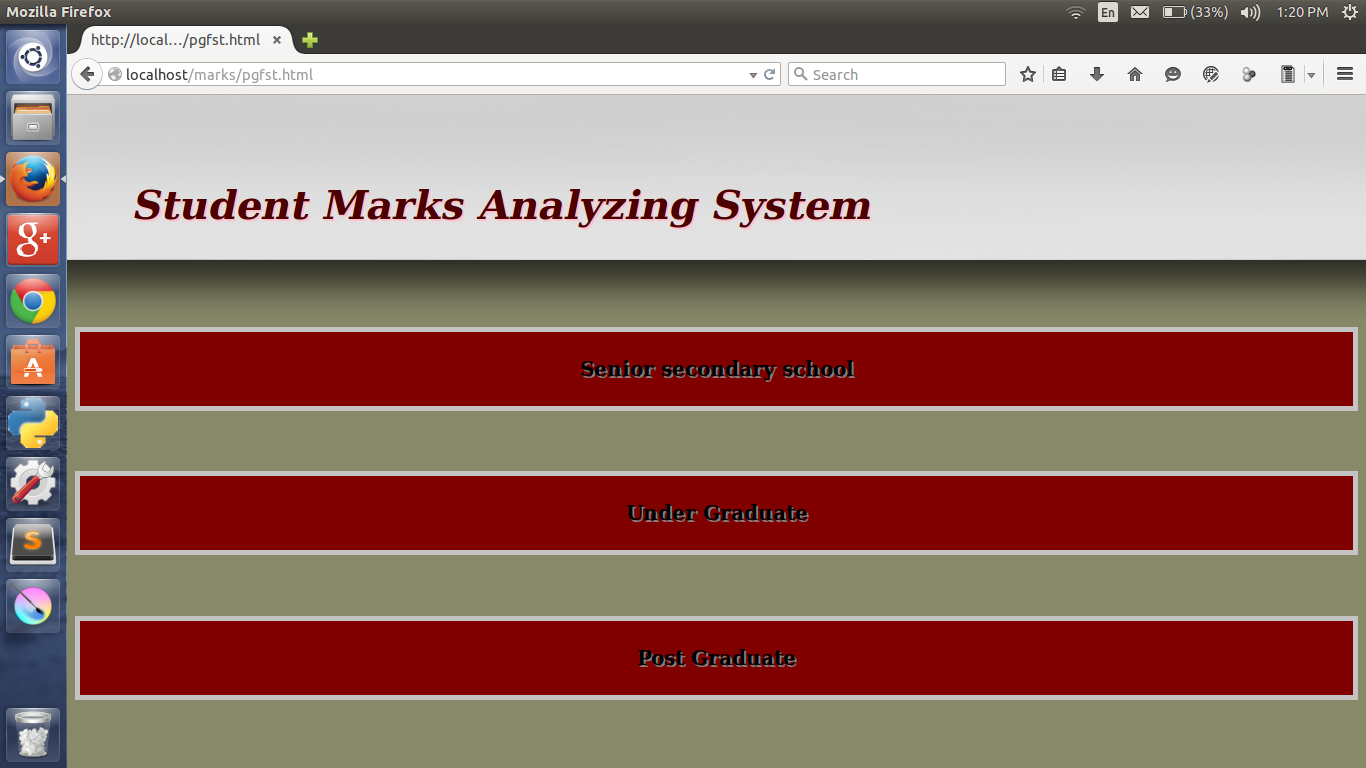 Mozilla Firefox
En
(33%)
1:20 PM
http://local.../pgfst.html
localhost/marks/pgfst.html
Search
Student Marks Analyzing System
Senior secondary school
Under Graduate
Post Graduate
g+
A
S